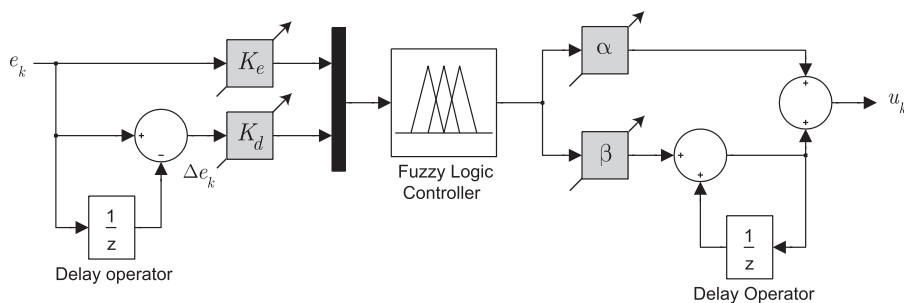 e_k
K_e
α
+
+
u_k
+
-
K_d
Δe_k
Fuzzy Logic
Controller
β
+
+
1
z
Delay operator
1
z
Delay Operator